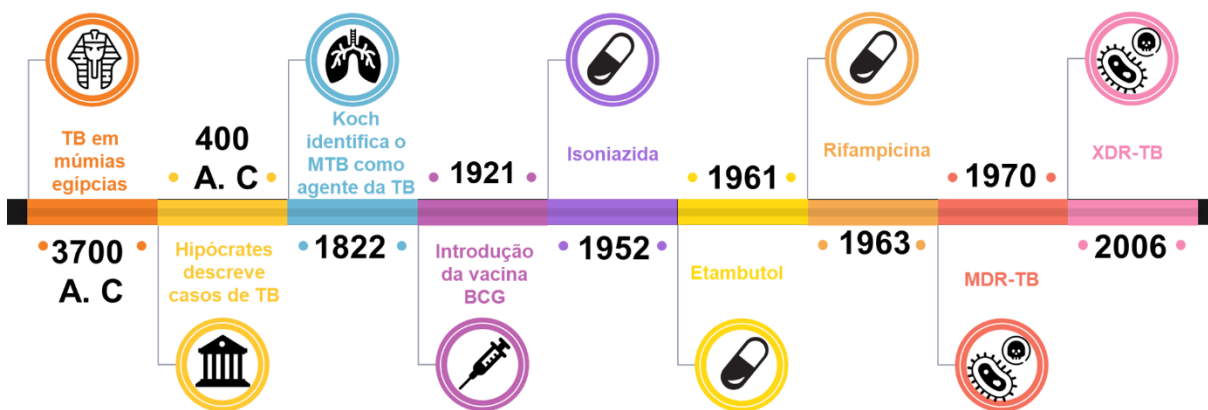 TB em
múmias
egípcias
3700
A. C
400
A. C
Hipócrates
descreve
casos de TB
Koch
identifica o
MTB como
agente da TB
1822
1921
Introdução
da vacina
BCG
Isoniazida
1952
1961
Etambutol
Rifampicina
1963
1970
MDR-TB
XDR-TB
2006